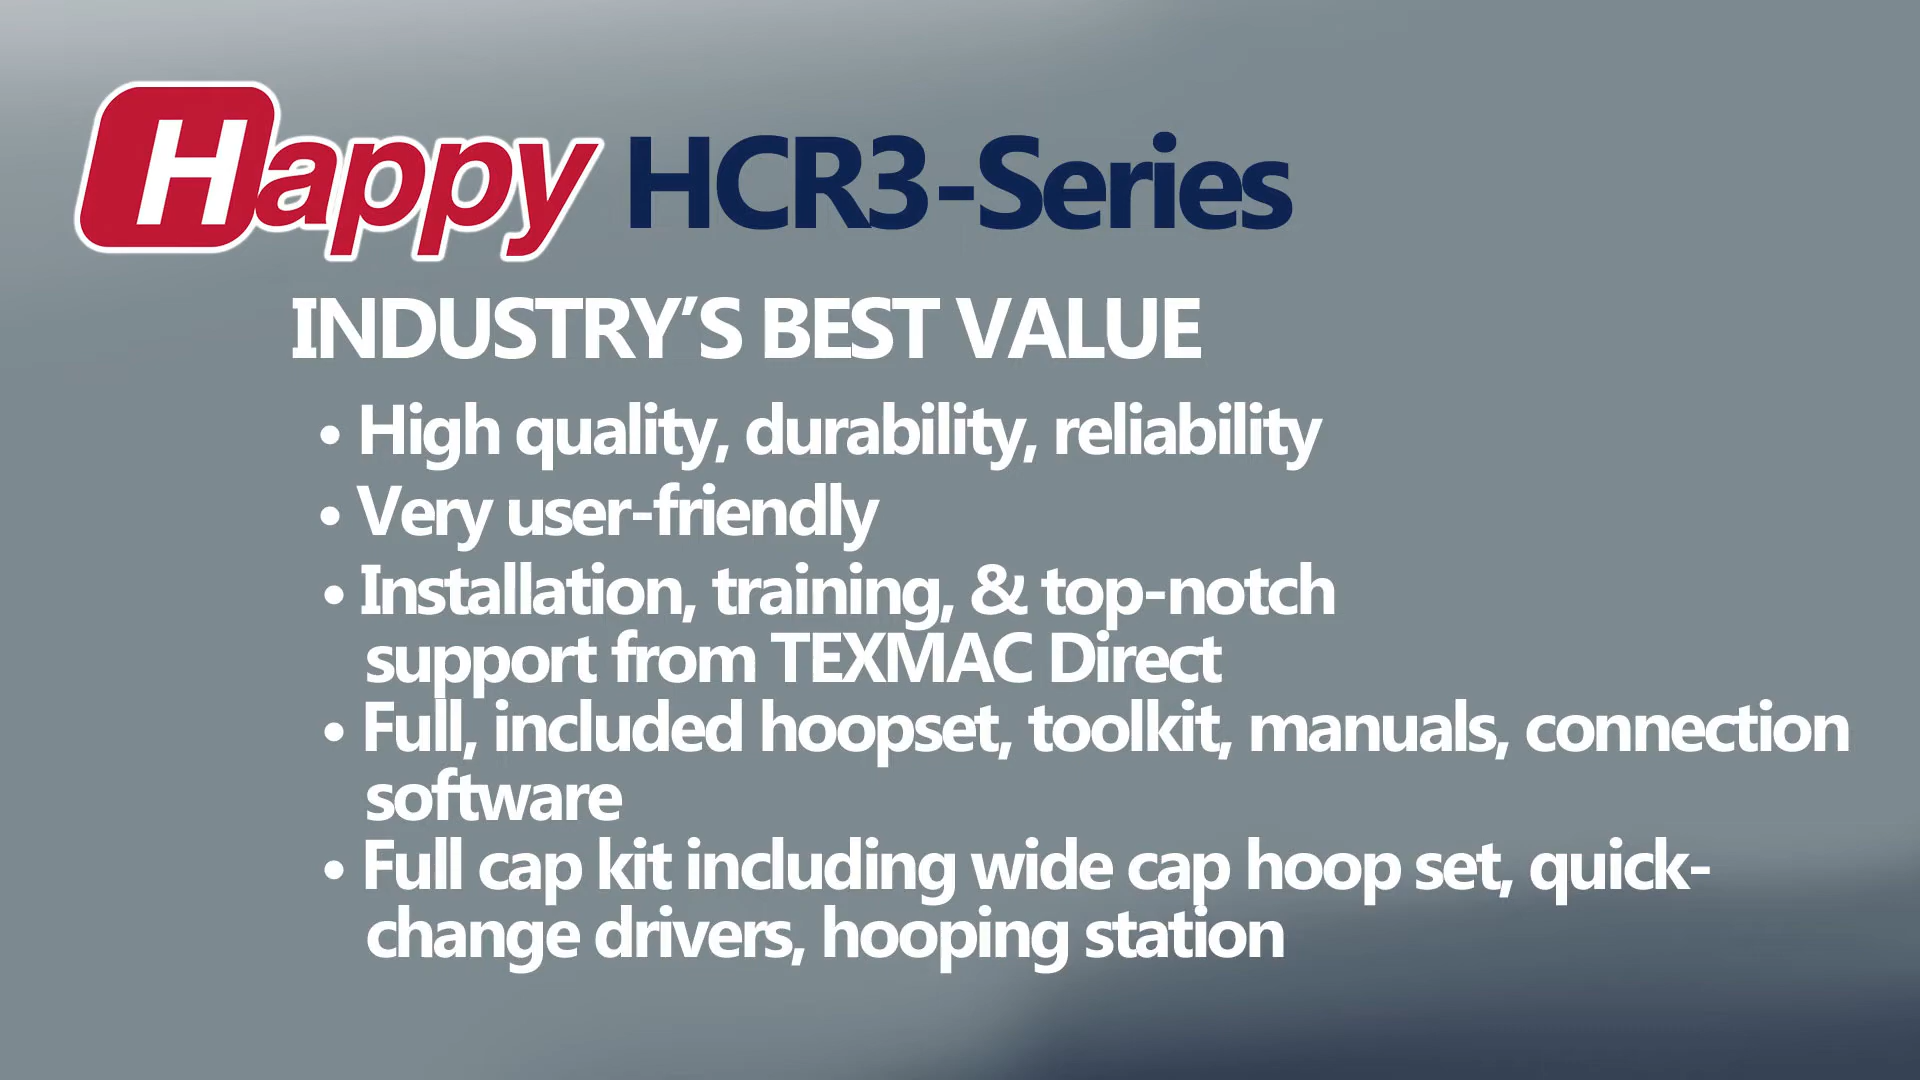 Happy HCR3-Series
INDUSTRY’S BEST VALUE
• High quality, durability, reliability
• Very user-friendly
• Installation, training, & top-notch
support from TEXMAC Direct
• Full, included hoopset, toolkit, manuals, connection
software
• Full cap kit including wide cap hoop set, quick-
change drivers, hooping station